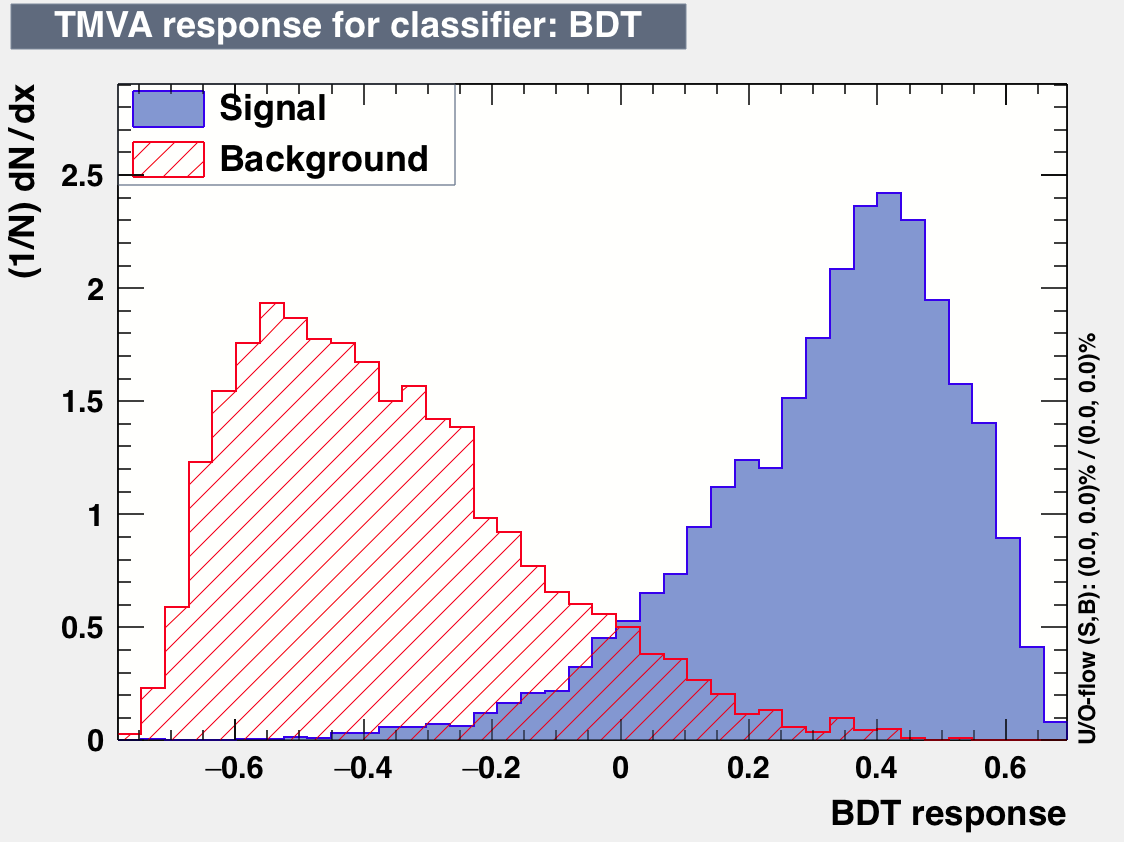 TMVA response for classifier: BDT
(1/N) dN / dx
Signal
Background
2.5
2
1.5
1
0.5
0
−0.6 −0.4 −0.2 0 0.2 0.4 0.6
BDT response
U/O-flow (S,B): (0.0, 0.0)% / (0.0, 0.0)%